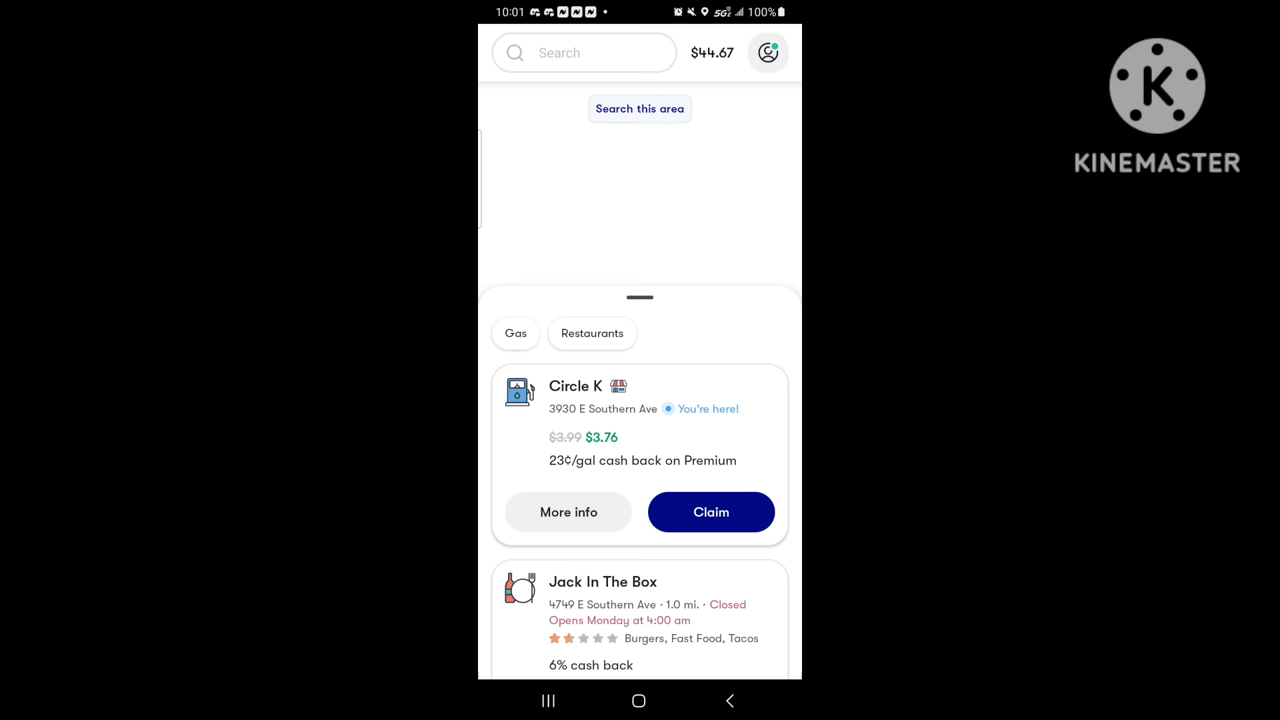 10:01
5G
100%
Search
$44.67
K
KINEMASTER
Search this area
Gas
Restaurants
Circle K
3930 E Southern Ave
You're here!
$3.99 $3.76
23¢/gal cash back on Premium
More info
Claim
Jack In The Box
4749 E Southern Ave · 1.0 mi. · Closed
Opens Monday at 4:00 am
Burgers, Fast Food, Tacos
6% cash back